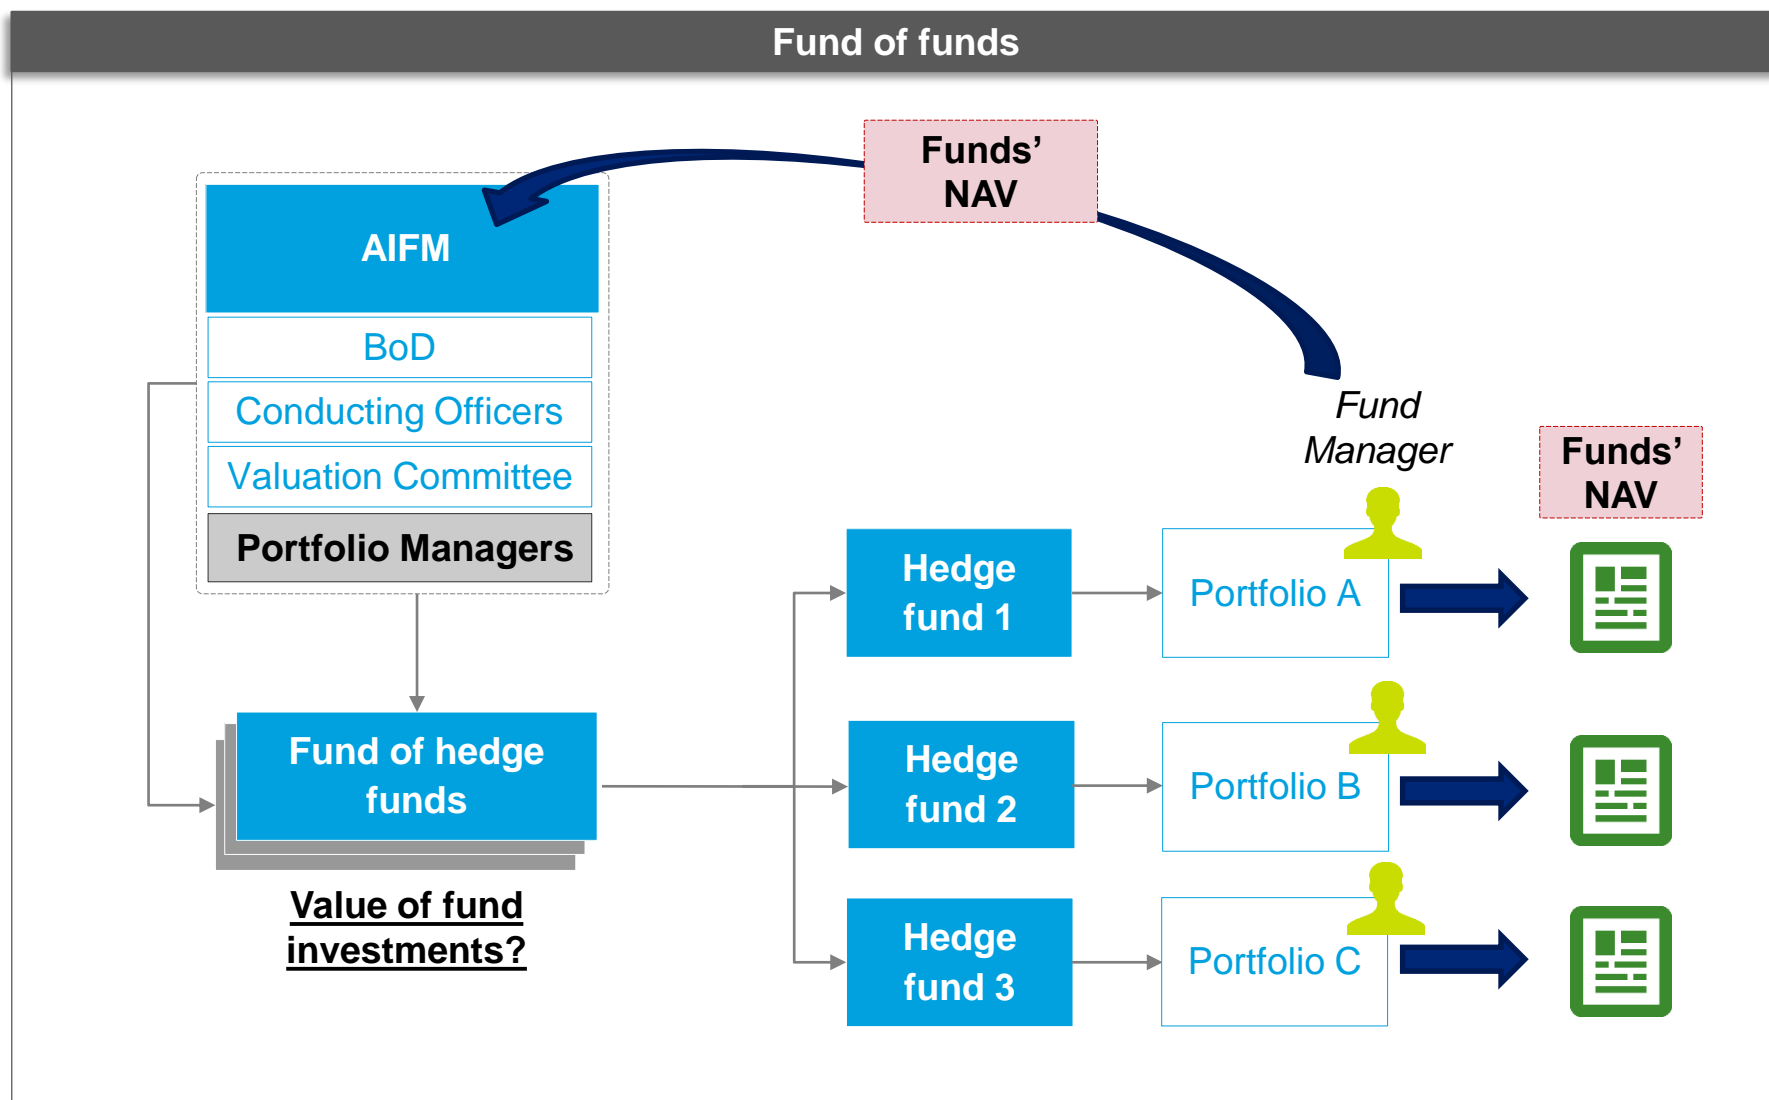 Fund of funds
Funds’
NAV
AIFM
BoD
Conducting Officers
Valuation Committee
Portfolio Managers
Fund
Manager
Funds’
NAV
Hedge
fund 1
Portfolio A
Fund of hedge
funds
Hedge
fund 2
Portfolio B
Value of fund
investments?
Hedge
fund 3
Portfolio C